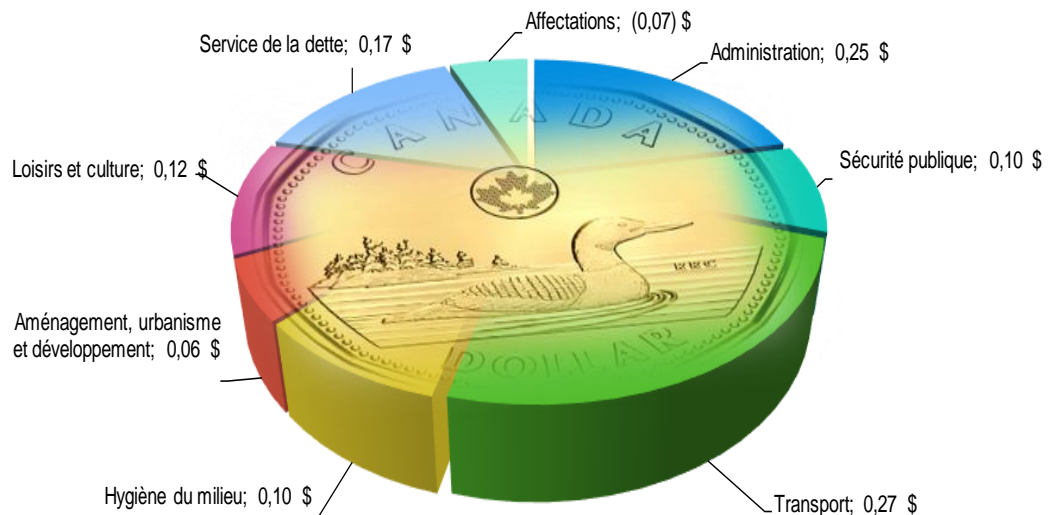 Affectations; (0,07) $
Service de la dette; 0,17 $
Administration; 0,25 $
Loisirs et culture; 0,12 $
Sécurité publique; 0,10 $
CANADA
RRC
DOLLAR
Aménagement, urbanisme
et développement; 0,06 $
Hygiène du milieu; 0,10 $
Transport; 0,27 $